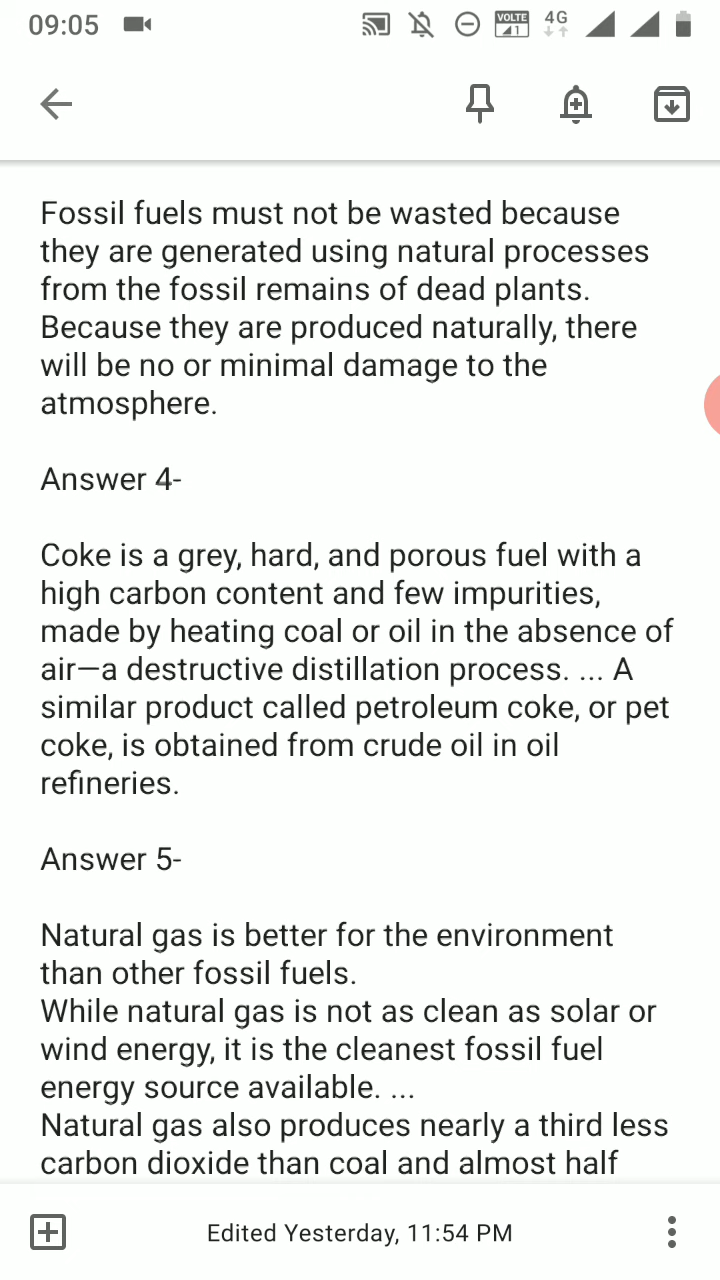 09:05
VOLTE 1
4G
Fossil fuels must not be wasted because
they are generated using natural processes
from the fossil remains of dead plants.
Because they are produced naturally, there
will be no or minimal damage to the
atmosphere.
Answer 4-
Coke is a grey, hard, and porous fuel with a
high carbon content and few impurities,
made by heating coal or oil in the absence of
air—a destructive distillation process. ... A
similar product called petroleum coke, or pet
coke, is obtained from crude oil in oil
refineries.
Answer 5-
Natural gas is better for the environment
than other fossil fuels.
While natural gas is not as clean as solar or
wind energy, it is the cleanest fossil fuel
energy source available. ...
Natural gas also produces nearly a third less
carbon dioxide than coal and almost half
Edited Yesterday, 11:54 PM